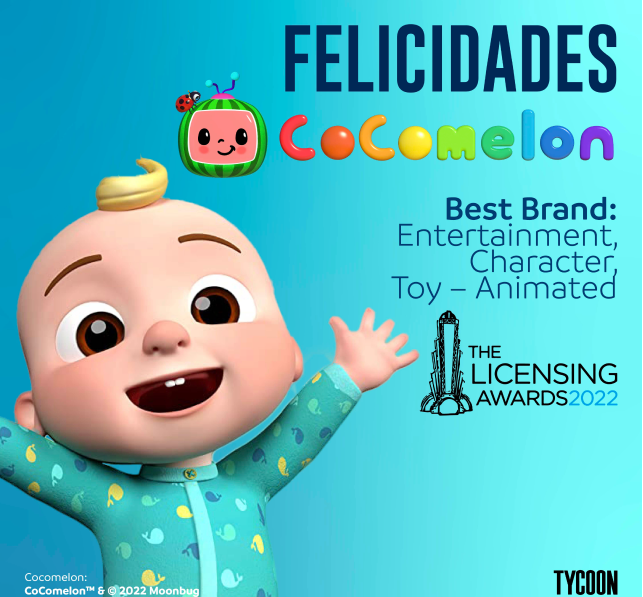 FELICIDADES
CoComelon
Best Brand:
Entertainment,
Character,
Toy – Animated
THE
LICENSING
AWARDS2022
Cocomelon:
CoComelon™ & © 2022 Moonbug
TYCOON